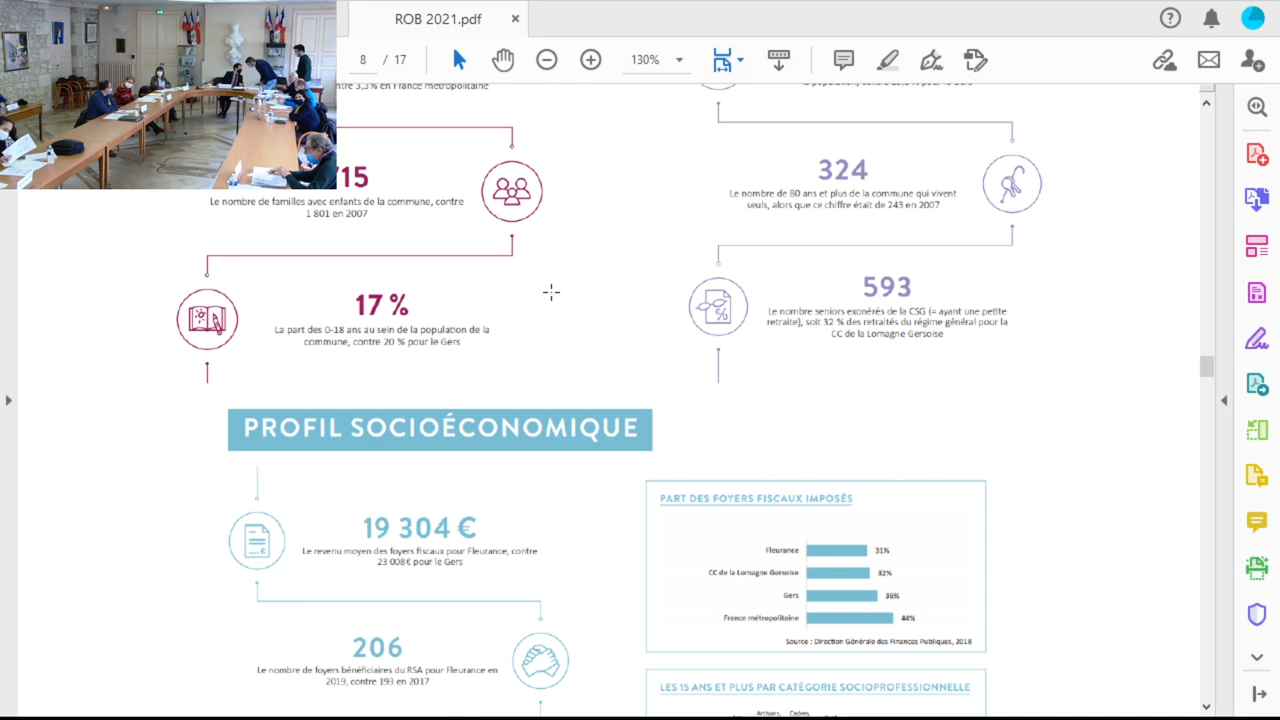 ROB 2021.pdf
8 / 17
130%
3,3% en France métropolitaine
15
Le nombre de familles avec enfants de la commune, contre
1 801 en 2007
17 %
La part des 0-18 ans au sein de la population de la
commune, contre 20 % pour le Gers
324
Le nombre de 80 ans et plus de la commune qui vivent
seuls, alors que ce chiffre était de 243 en 2007
593
Le nombre seniors exonérés de la CSG (= ayant une petite
retraite), soit 32 % des retraités du régime général pour la
CC de la Lomagne Gersoise
PROFIL SOCIOÉCONOMIQUE
19 304 €
Le revenu moyen des foyers fiscaux pour Fleurance, contre
23 008€ pour le Gers
206
Le nombre de foyers bénéficiaires du RSA pour Fleurance en
2019, contre 193 en 2017
PART DES FOYERS FISCAUX IMPOSÉS
Fleurance 31%
CC de la Lomagne Gersoise 32%
Gers 36%
France métropolitaine 44%
Source : Direction Générale des Finances Publiques, 2018
LES 15 ANS ET PLUS PAR CATÉGORIE SOCIOPROFESSIONNELLE
Artisans, Cadres